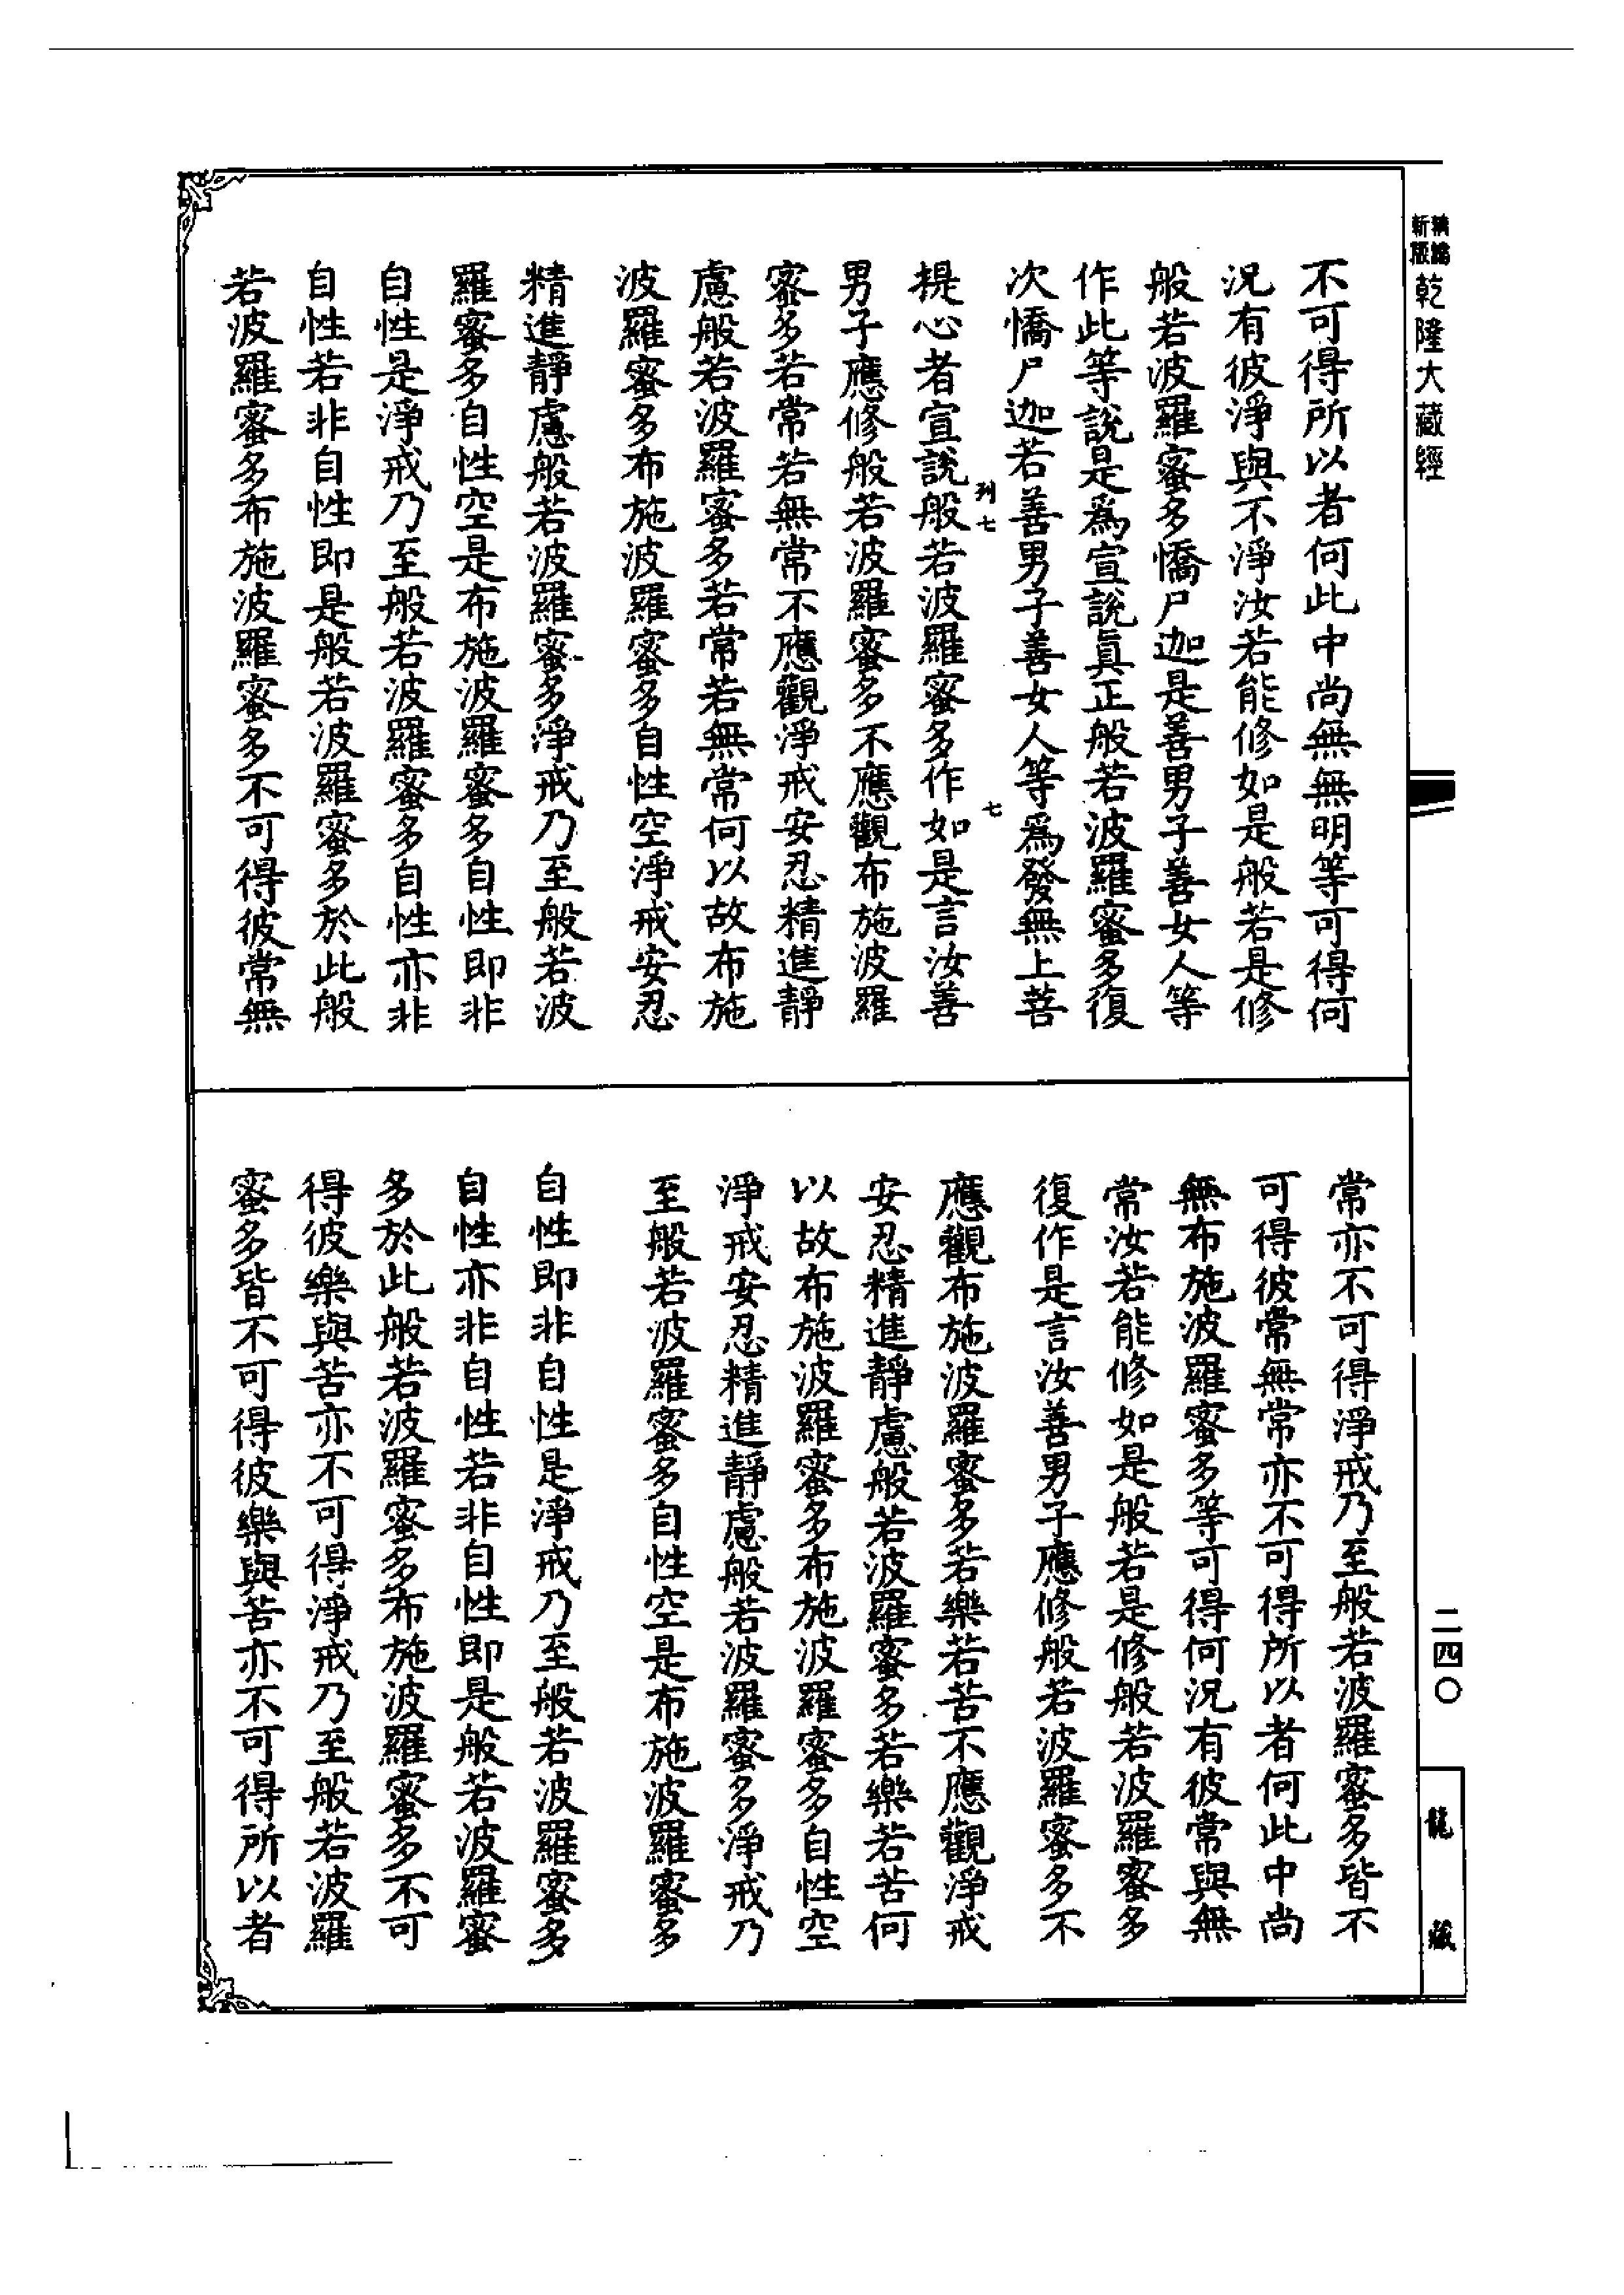 新版精編
乾隆大藏經
不可得所以者何此中尚無無明等可得何
況有彼淨與不淨汝若能修如是般若是修
般若波羅蜜多憍尸迦是善男子善女人等
作此等說是爲宣說眞正般若波羅蜜多復
次憍尸迦若善男子善女人等爲發無上菩
列七
七
提心者宣說般若波羅蜜多作如是言汝善
男子應修般若波羅蜜多不應觀布施波羅
蜜多若常若無常不應觀淨戒安忍精進靜
慮般若波羅蜜多若常若無常何以故布施
波羅蜜多布施波羅蜜多自性空淨戒安忍
精進靜慮般若波羅蜜多淨戒乃至般若波
羅蜜多自性空是布施波羅蜜多自性即非
自性是淨戒乃至般若波羅蜜多自性亦非
自性若非自性即是般若波羅蜜多於此般
若波羅蜜多布施波羅蜜多不可得彼常無
常亦不可得淨戒乃至般若波羅蜜多皆不
可得彼常無常亦不可得所以者何此中尚
無布施波羅蜜多等可得何況有彼常與無
常汝若能修如是般若是修般若波羅蜜多
復作是言汝善男子應修般若波羅蜜多不
應觀布施波羅蜜多若樂若苦不應觀淨戒
安忍精進靜慮般若波羅蜜多若樂若苦何
以故布施波羅蜜多布施波羅蜜多自性空
淨戒安忍精進靜慮般若波羅蜜多淨戒乃
至般若波羅蜜多自性空是布施波羅蜜多
自性即非自性是淨戒乃至般若波羅蜜多
自性亦非自性若非自性即是般若波羅蜜
多於此般若波羅蜜多布施波羅蜜多不可
得彼樂與苦亦不可得淨戒乃至般若波羅
蜜多皆不可得彼樂與苦亦不可得所以者
二四〇
龍藏